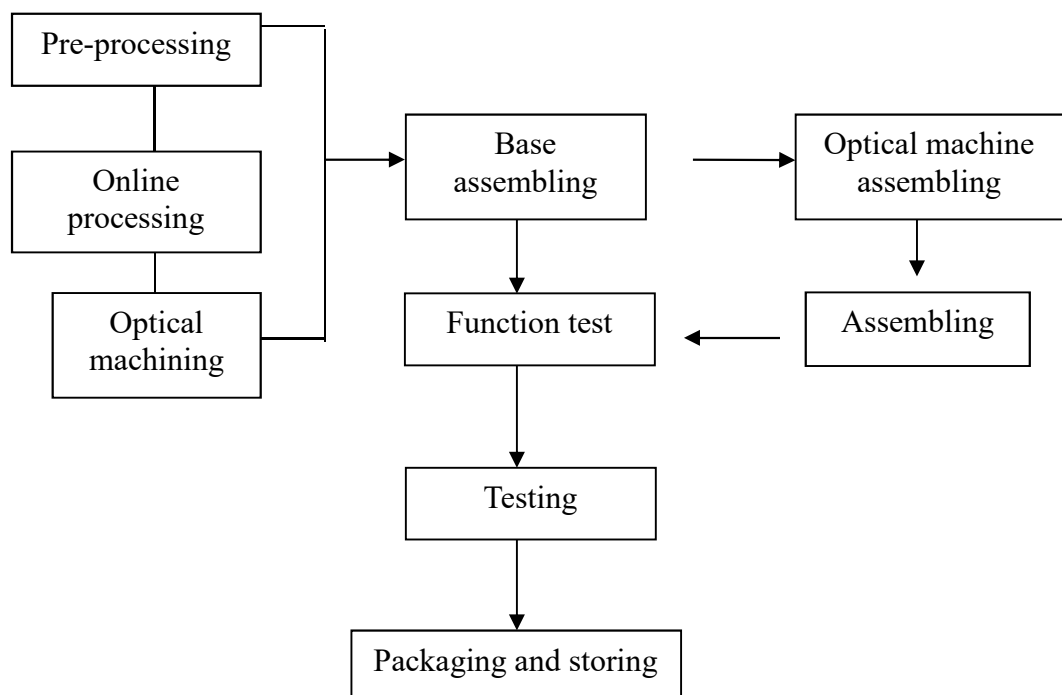 Pre-processing
Online
processing
Optical
machining
Base
assembling
Optical machine
assembling
Function test
Assembling
Testing
Packaging and storing